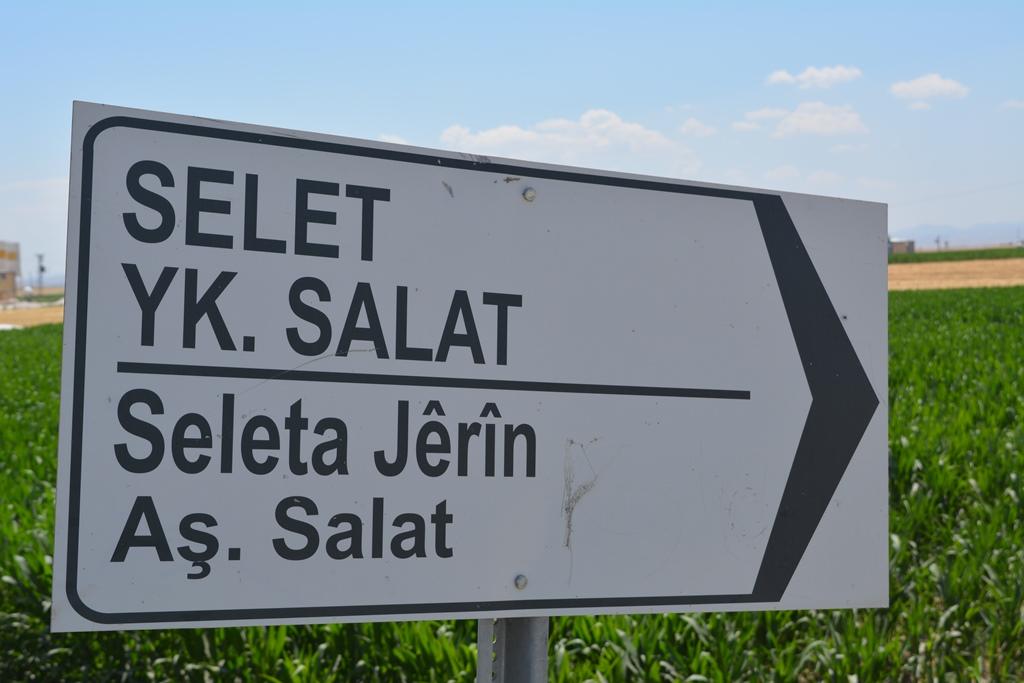 SELET
YK. SALAT
Seleta Jêrîn
Aş. Salat